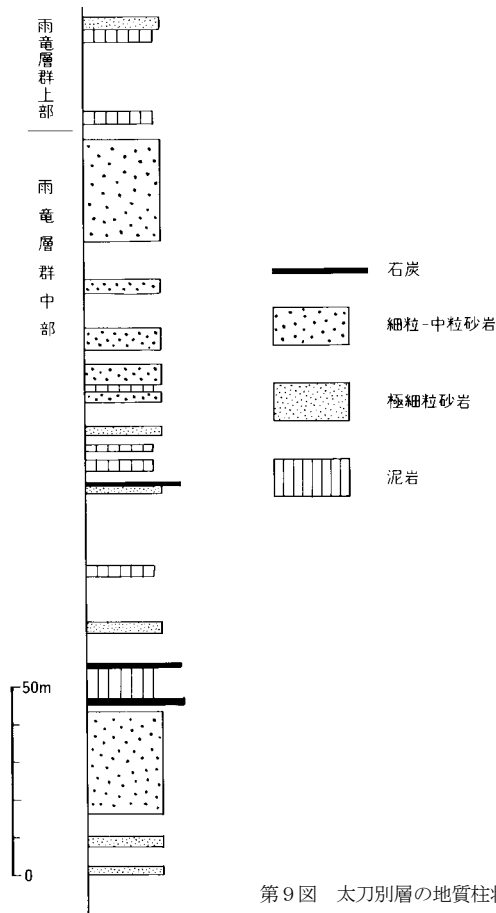 雨竜層群上部
雨竜層群中部
石炭
細粒-中粒砂岩
極細粒砂岩
泥岩
50m
0
第9図 太刀別層の地質柱状